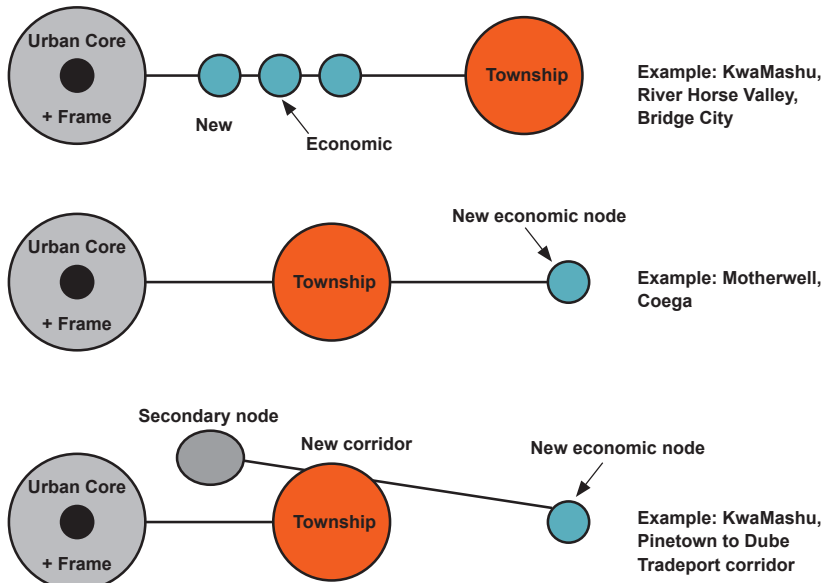 Urban Core
+ Frame
New
Economic
Township
Example: KwaMashu,
River Horse Valley,
Bridge City
Urban Core
+ Frame
Township
New economic node
Example: Motherwell,
Coega
Secondary node
New corridor
New economic node
Urban Core
+ Frame
Township
Example: KwaMashu,
Pinetown to Dube
Tradeport corridor